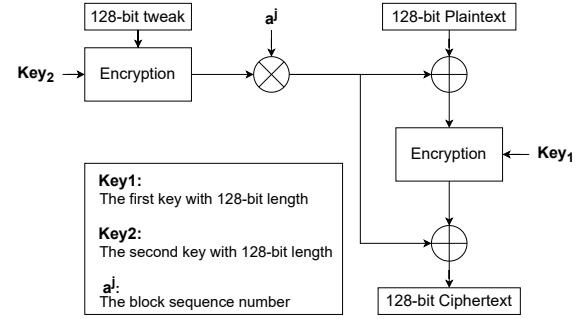 128-bit tweak
a^j
128-bit Plaintext
Key₂
Encryption
Encryption
Key₁
Key1:
The first key with 128-bit length
Key2:
The second key with 128-bit length
a^j:
The block sequence number
128-bit Ciphertext